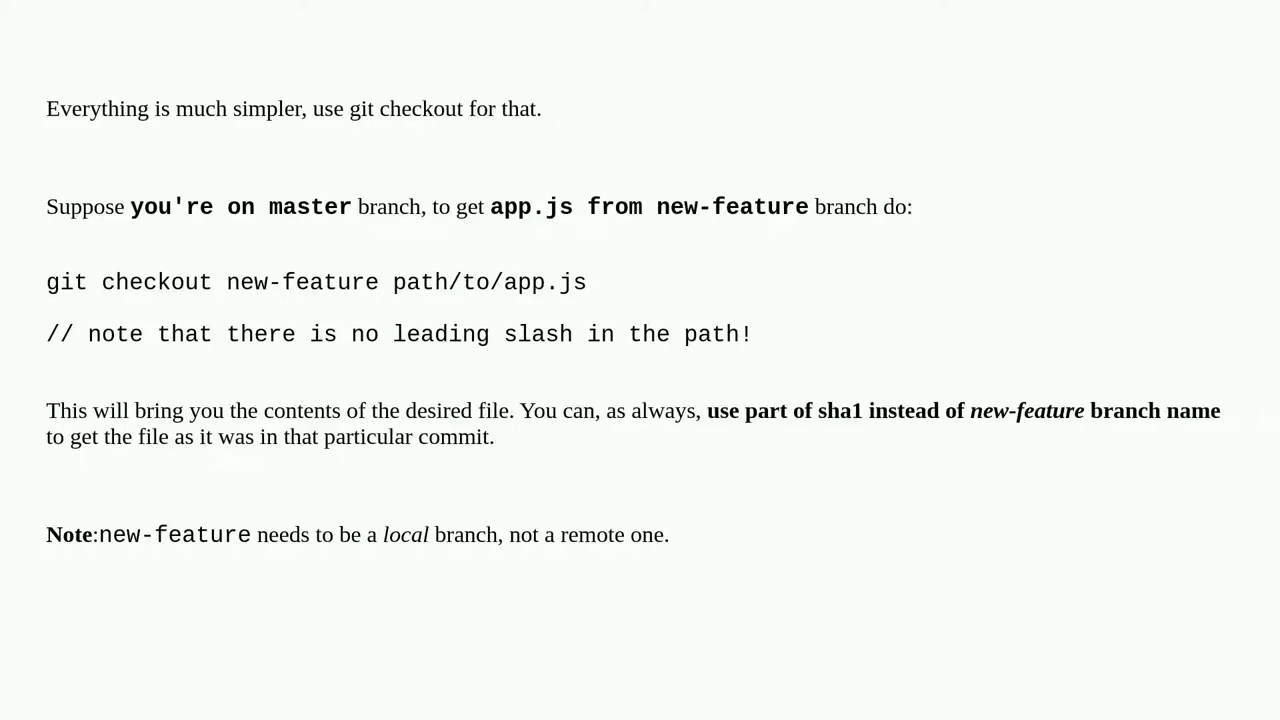 Everything is much simpler, use git checkout for that.
Suppose you're on master branch, to get app.js from new-feature branch do:
git checkout new-feature path/to/app.js
// note that there is no leading slash in the path!
This will bring you the contents of the desired file. You can, as always, use part of sha1 instead of new-feature branch name
to get the file as it was in that particular commit.
Note:new-feature needs to be a local branch, not a remote one.